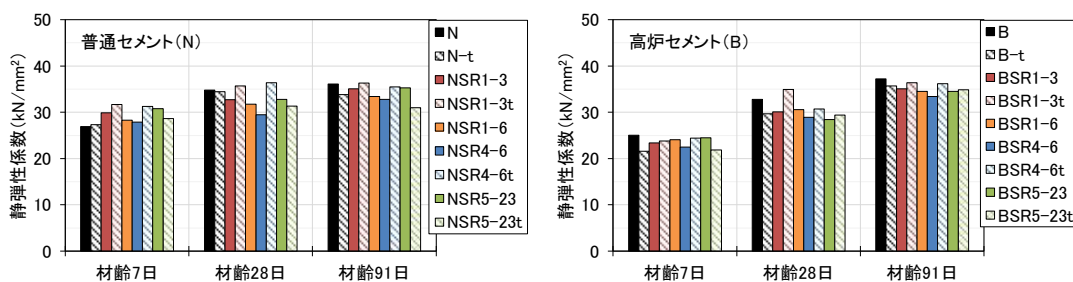 静弾性係数(kN/mm²)
50
40
30
20
10
0
普通セメント(N)
材齢7日
材齢28日
材齢91日
N
N-t
NSR1-3
NSR1-3t
NSR1-6
NSR4-6
NSR4-6t
NSR5-23
NSR5-23t
静弾性係数(kN/mm²)
50
40
30
20
10
0
高炉セメント(B)
材齢7日
材齢28日
材齢91日
B
B-t
BSR1-3
BSR1-3t
BSR1-6
BSR4-6
BSR4-6t
BSR5-23
BSR5-23t